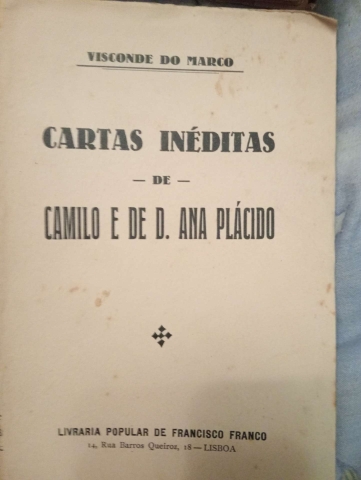 VISCONDE DO MARCO
CARTAS INÉDITAS
— DE —
CAMILO E DE D. ANA PLÁCIDO
LIVRARIA POPULAR DE FRANCISCO FRANCO
14, Rua Barros Queiroz, 18 — LISBOA